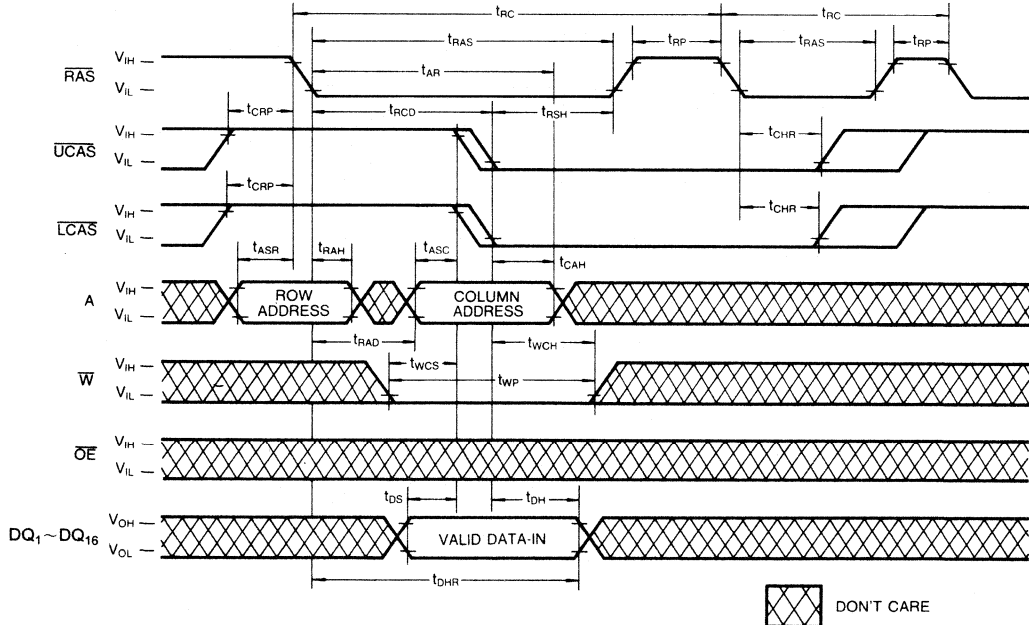 tRC tRC
tRAS tRP tRAS tRP
RAS VIH
VIL
tAR
tCRP tRCD tRSH
UCAS VIH
VIL
tCHR
tCRP
LCAS VIH
VIL
tCHR
tASR tRAH tASC tCAH
A VIH
VIL
ROW ADDRESS
COLUMN ADDRESS
tRAD tWCH
tWCS
tWP
W VIH
VIL
OE VIH
VIL
tDS tDH
DQ1~DQ16 VOH
VOL
VALID DATA-IN
tDHR
DON'T CARE